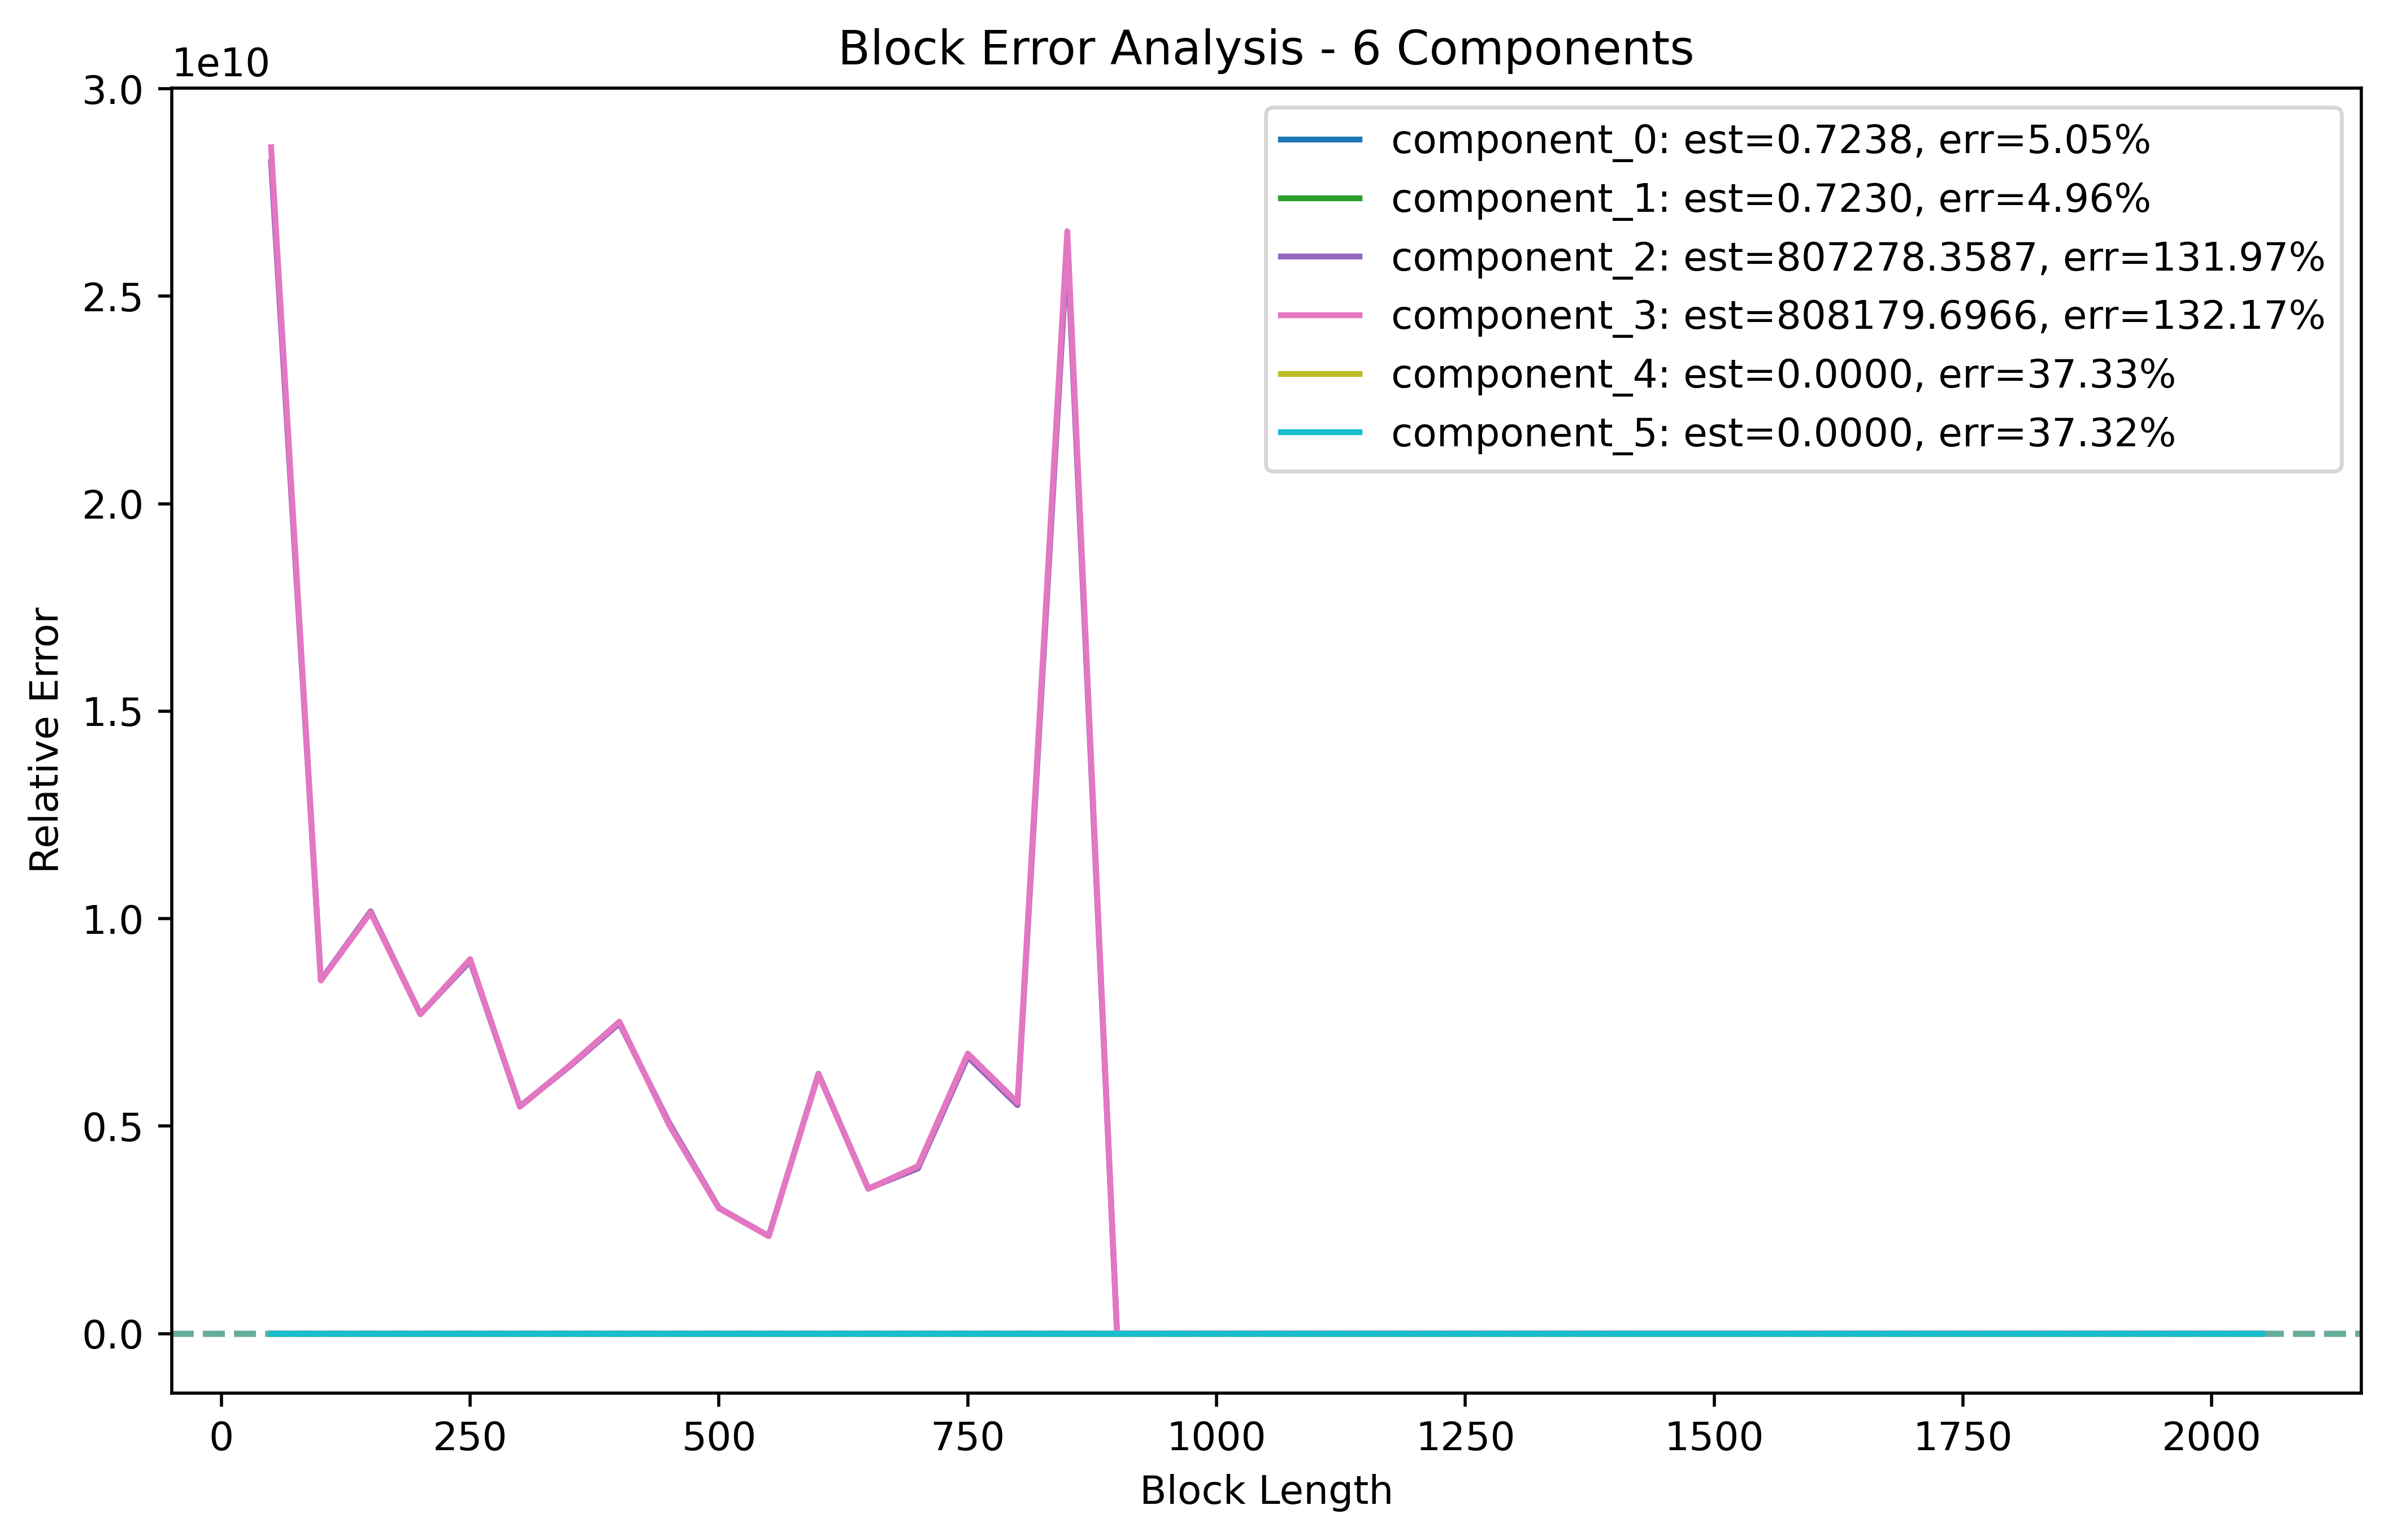 Block Error Analysis - 6 Components
1e10
3.0
2.5
2.0
1.5
1.0
0.5
0.0
Relative Error
component_0: est=0.7238, err=5.05%
component_1: est=0.7230, err=4.96%
component_2: est=807278.3587, err=131.97%
component_3: est=808179.6966, err=132.17%
component_4: est=0.0000, err=37.33%
component_5: est=0.0000, err=37.32%
0 250 500 750 1000 1250 1500 1750 2000
Block Length